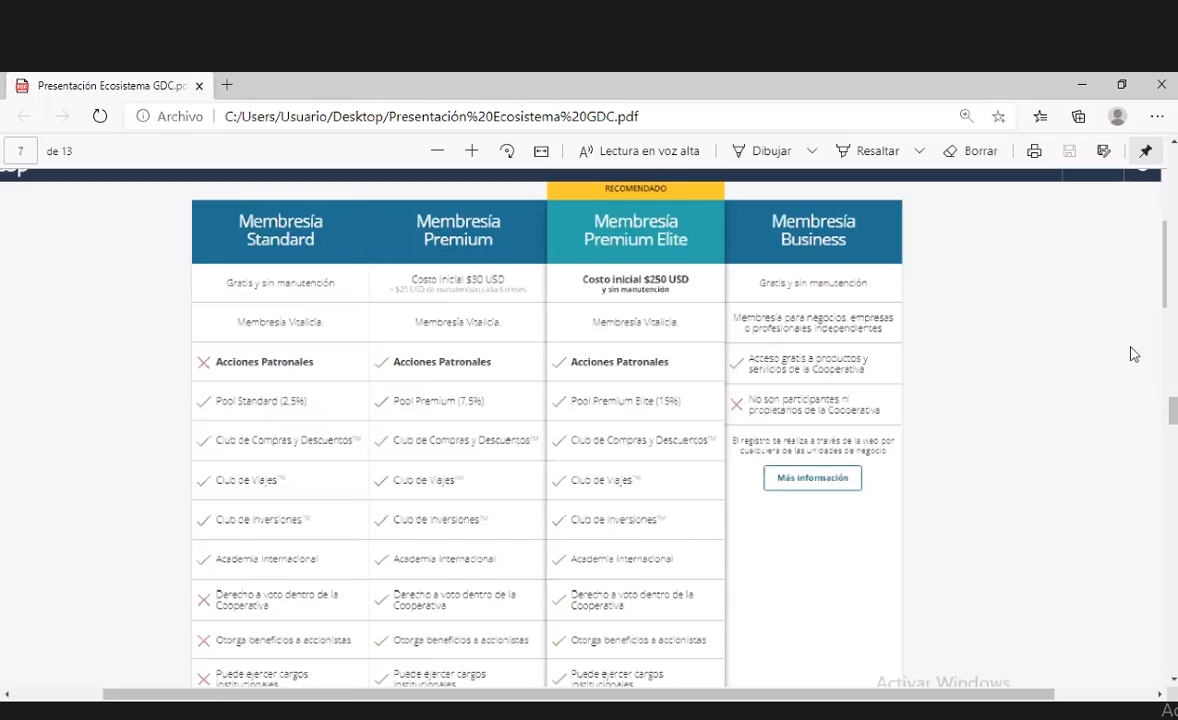 Presentación Ecosistema GDC.pd
Archivo
C:/Users/Usuario/Desktop/Presentación%20Ecosistema%20GDC.pdf
7 de 13
Lectura en voz alta
Dibujar
Resaltar
Borrar
RECOMENDADO
Membresía
Standard
Membresía
Premium
Membresía
Premium Elite
Membresía
Business
Gratis y sin manutención
Costo inicial $30 USD
+ $25 USD de manutención cada 6 meses
Costo inicial $250 USD
y sin manutención
Gratis y sin manutención
Membresía Vitalicia.
Membresía Vitalicia.
Membresía Vitalicia.
Membresía para negocios, empresas
o profesionales independientes
Acciones Patronales
Acciones Patronales
Acciones Patronales
Acceso gratis a productos y
servicios de la Cooperativa
Pool Standard (2.5%)
Pool Premium (7.5%)
Pool Premium Elite (15%)
No son participantes ni
propietarios de la Cooperativa
Club de Compras y Descuentos™
Club de Compras y Descuentos™
Club de Compras y Descuentos™
El registro se realiza a través de la web por
cualquiera de las unidades de negocio
Club de Viajes™
Club de Viajes™
Club de Viajes™
Más información
Club de Inversiones™
Club de Inversiones™
Club de Inversiones™
Academia Internacional
Academia Internacional
Academia Internacional
Derecho a voto dentro de la
Cooperativa
Derecho a voto dentro de la
Cooperativa
Derecho a voto dentro de la
Cooperativa
Otorga beneficios a accionistas
Otorga beneficios a accionistas
Otorga beneficios a accionistas
Puede ejercer cargos
institucionales
Puede ejercer cargos
institucionales
Puede ejercer cargos
institucionales
Activar Windows